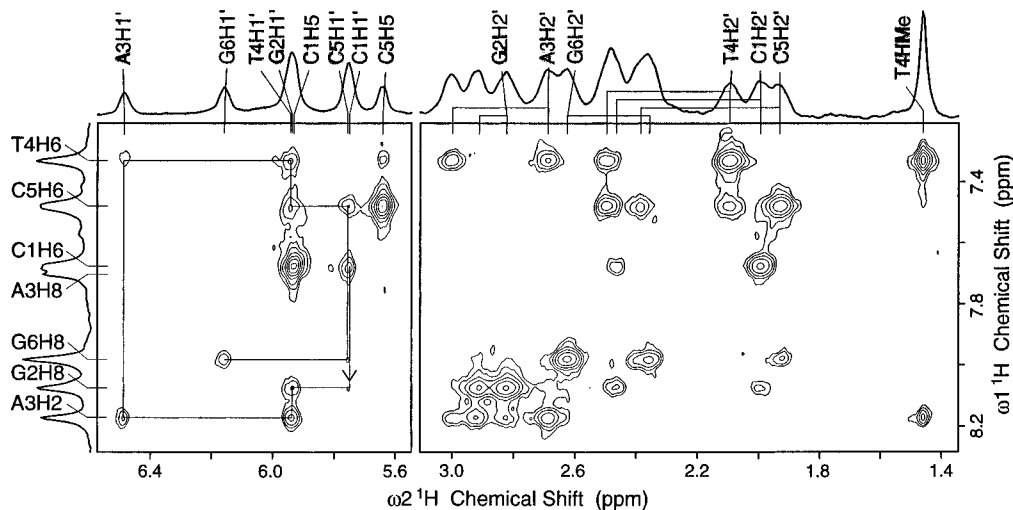 A3H1'
G6H1'
T4H1'
G2H1'
C1H5
C5H1'
C1H1'
C5H5
G2H2'
A3H2'
G6H2'
T4H2'
C1H2'
C5H2'
T4HMe
T4H6
C5H6
C1H6
A3H8
G6H8
G2H8
A3H2
7.4
7.8
8.2
ω1 ¹H Chemical Shift (ppm)
6.4 6.0 5.6 3.0 2.6 2.2 1.8 1.4
ω2 ¹H Chemical Shift (ppm)